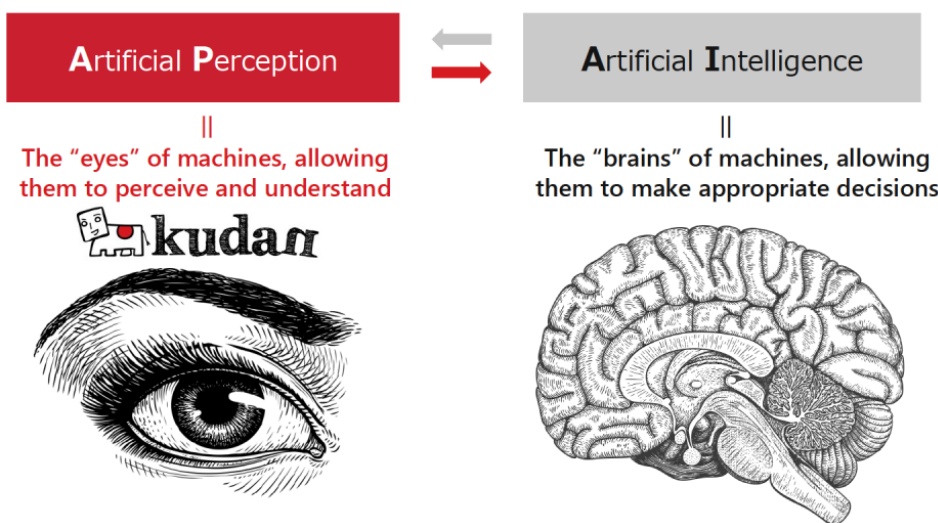 Artificial Perception
Artificial Intelligence
||
The “eyes” of machines, allowing
them to perceive and understand
kudan
||
The “brains” of machines, allowing
them to make appropriate decisions